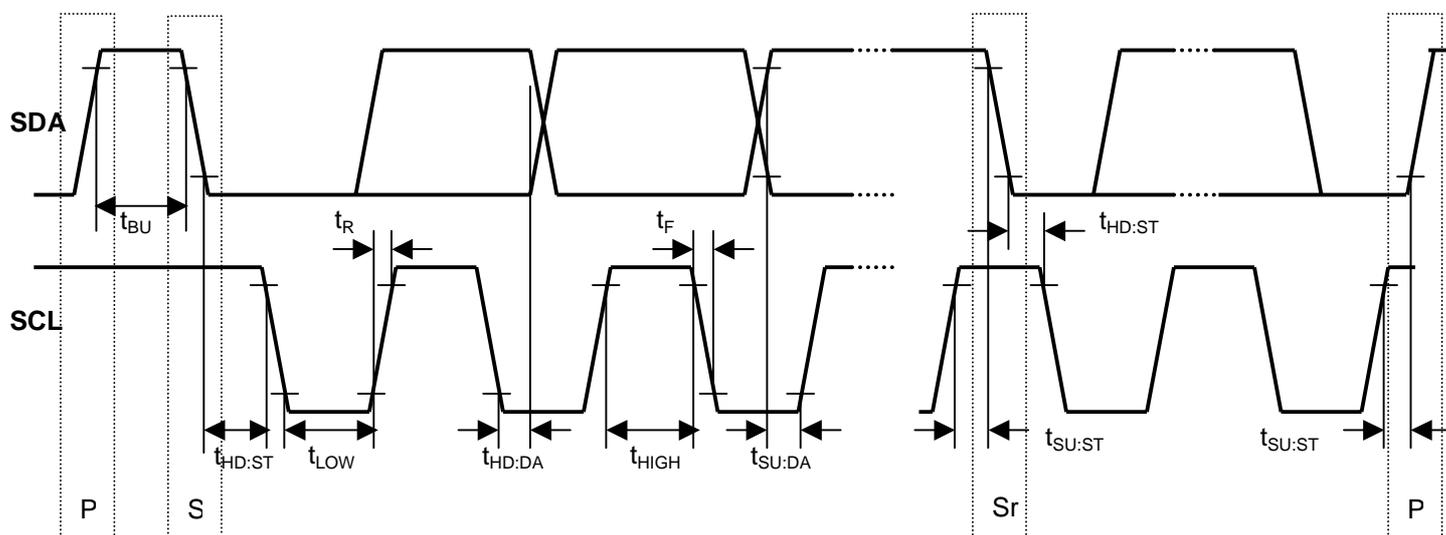 SDA
t_BU
t_R
t_F
t_HD:ST
SCL
t_HD:ST
t_LOW
t_HD:DA
t_HIGH
t_SU:DA
t_SU:ST
t_SU:ST
P
S
Sr
P